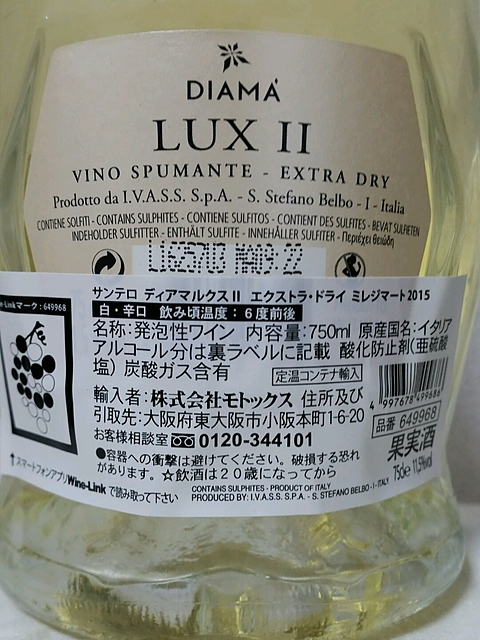 DIAMÁ
LUX II
VINO SPUMANTE - EXTRA DRY
Prodotto da I.V.A.S.S. S.p.A. - S. Stefano Belbo - I - Italia
CONTIENE SOLFITI - CONTAINS SULPHITES - CONTIENE SULFITOS - CONTIENT DES SULFITES - BEVAT SULFIETEN
INDEHOLDER SULFITTER - ENTHÄLT SULFITE - INNEHÅLLER SULFITER - Περιέχει θειώδη
サンテロ ディアマルクスⅡ エクストラ・ドライ ミレジマート2015
白・辛口 飲み頃温度：6度前後
名称：発泡性ワイン 内容量：750ml 原産国名：イタリア
アルコール分は裏ラベルに記載 酸化防止剤（亜硫酸
塩） 炭酸ガス含有 定温コンテナ輸入
輸入者：株式会社モトックス 住所及び
引取先：大阪府東大阪市小阪本町1-6-20
お客様相談室 0120-344101
●容器への衝撃は避けてください。破損する恐れ
があります。☆飲酒は２０歳になってから
CONTAINS SULPHITES - PRODUCT OF ITALY
PRODUCED BY: I.V.A.S.S. S.P.A. - S. STEFANO BELBO - I - ITALY
4 997678 499686
品番 649968
果実酒
75cl e 11,5%vol
ne-Linkマーク：649968
↑スマートフォンアプリWine-Linkで読み取って下さい